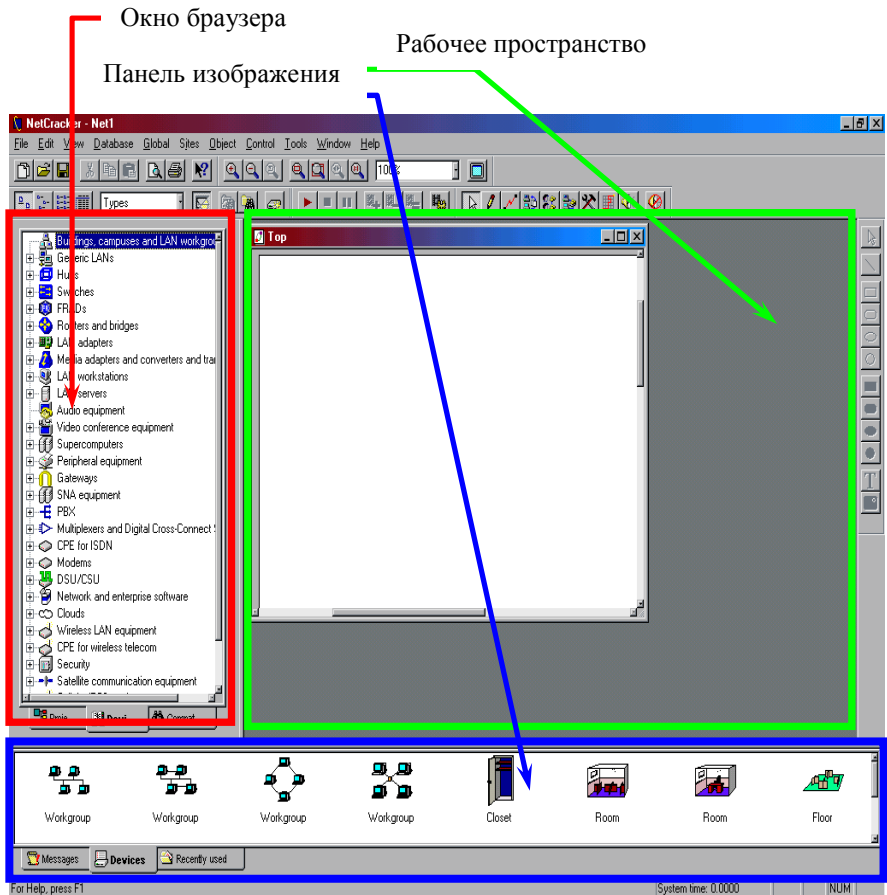 Окно браузера
Рабочее пространство
Панель изображения
NetCracker - Net1
File Edit View Database Global Sites Object Control Tools Window Help
100%
Types
Top
Buildings, campuses and LAN workgrou
Generic LANs
Hubs
Switches
FRADs
Routers and bridges
LAN adapters
Media adapters and converters and tra
LAN workstations
LAN servers
Audio equipment
Video conference equipment
Supercomputers
Peripheral equipment
Gateways
SNA equipment
PBX
Multiplexers and Digital Cross-Connect S
CPE for ISDN
Modems
DSU/CSU
Network and enterprise software
Clouds
Wireless LAN equipment
CPE for wireless telecom
Security
Satellite communication equipment
Proje Devi Compat
Workgroup Workgroup Workgroup Workgroup Closet Room Room Floor
Messages Devices Recently used
For Help, press F1 System time: 0.0000 NUM